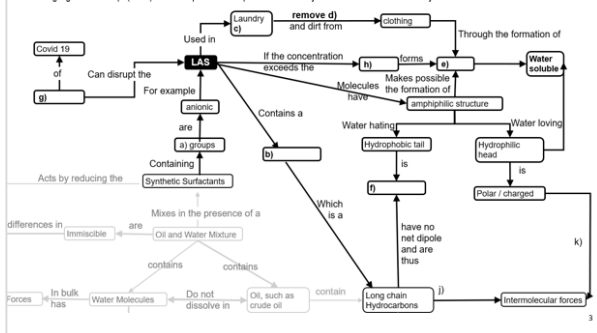 Laundry
c)
remove d)
and dirt from
clothing
Used in
Through the formation of
Covid 19
of
Can disrupt the
LAS
If the concentration
exceeds the
h)
forms
e)
Water
soluble
g)
For example
Molecules
have
Makes possible
the formation of
amphiphilic structure
anionic
are
Contains a
Water hating
Water loving
a) groups
b)
Hydrophobic tail
Hydrophilic
head
Containing
is
is
Acts by reducing the
Synthetic Surfactants
f)
Polar / charged
Mixes in the presence of a
Which
is a
differences in
Immiscible
are
Oil and Water Mixture
have no
net dipole
and are
thus
k)
contains
contains
Forces
In bulk
has
Water Molecules
Do not
dissolve in
Oil, such as
crude oil
contain
Long chain
Hydrocarbons
j)
Intermolecular forces
3